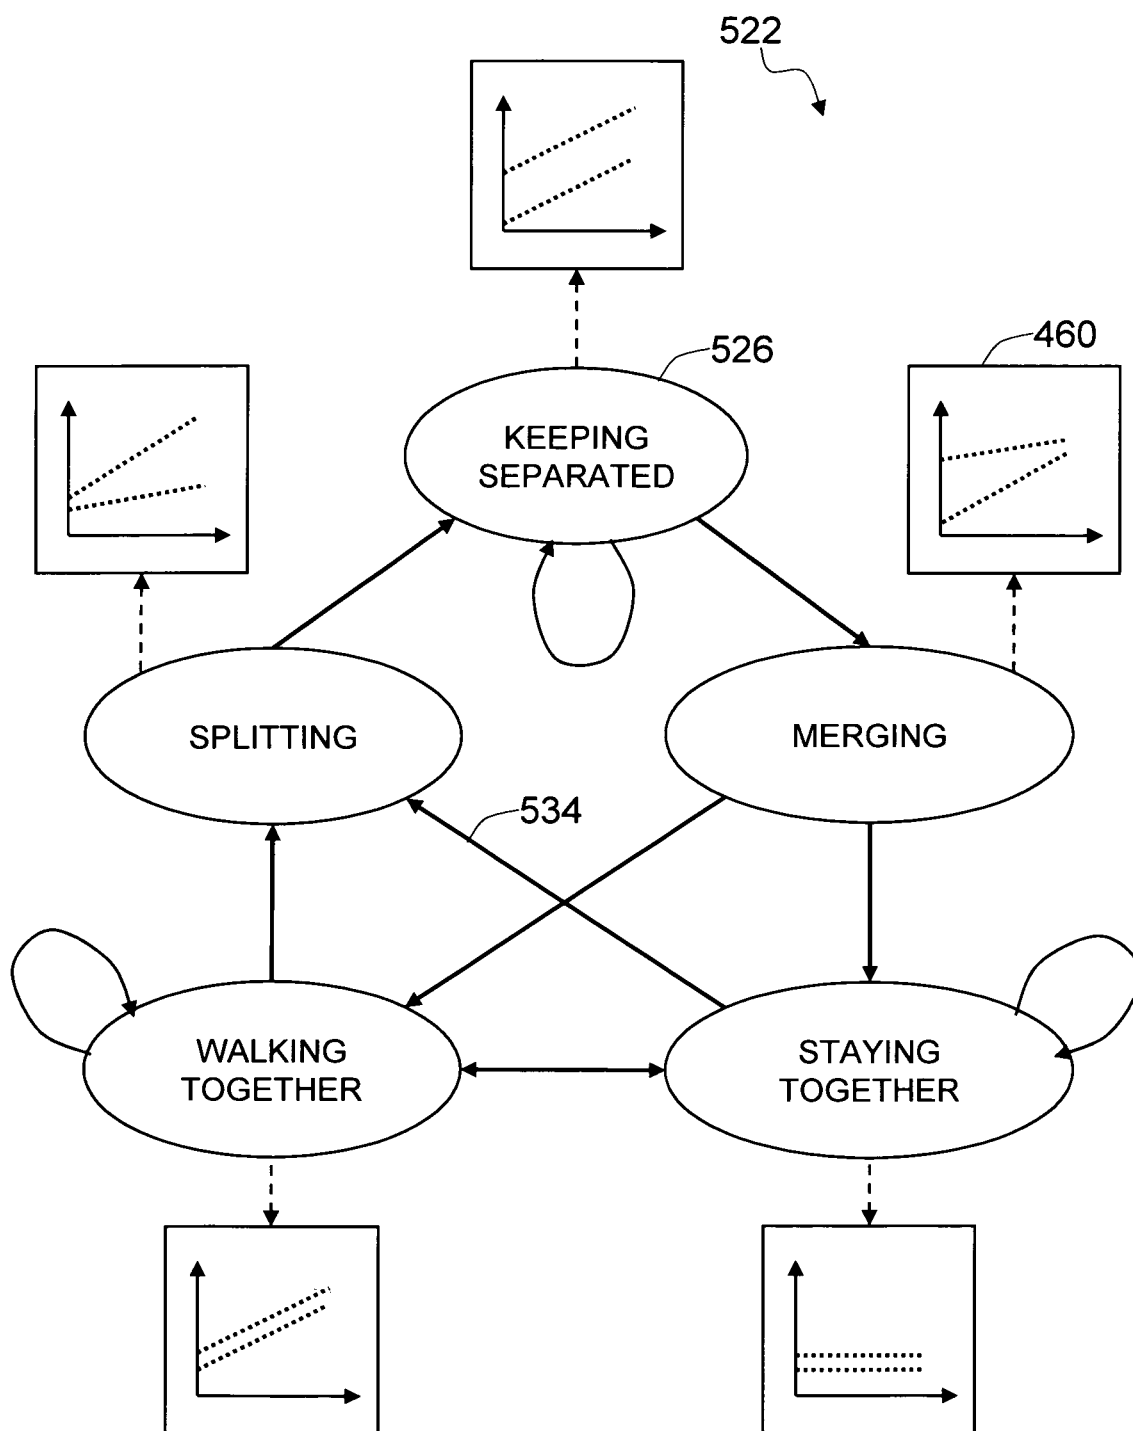 522
526
460
KEEPING
SEPARATED
SPLITTING
MERGING
534
WALKING
TOGETHER
STAYING
TOGETHER